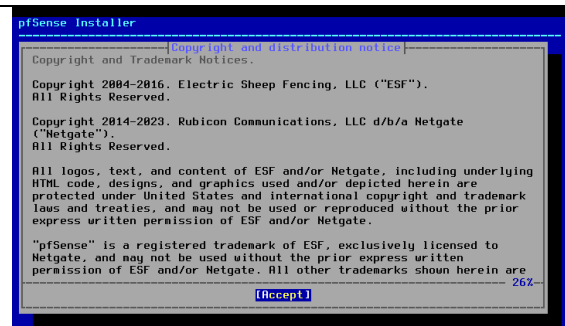 pfSense Installer
Copyright and distribution notice
Copyright and Trademark Notices.
Copyright 2004-2016. Electric Sheep Fencing, LLC ("ESF").
All Rights Reserved.
Copyright 2014-2023. Rubicon Communications, LLC d/b/a Netgate
("Netgate").
All Rights Reserved.
All logos, text, and content of ESF and/or Netgate, including underlying
HTML code, designs, and graphics used and/or depicted herein are
protected under United States and international copyright and trademark
laws and treaties, and may not be used or reproduced without the prior
express written permission of ESF and/or Netgate.
"pfSense" is a registered trademark of ESF, exclusively licensed to
Netgate, and may not be used without the prior express written
permission of ESF and/or Netgate. All other trademarks shown herein are
26%
[Accept]